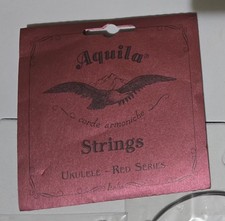 Aquila®
corde armoniche
Strings
UKULELE - RED SERIES